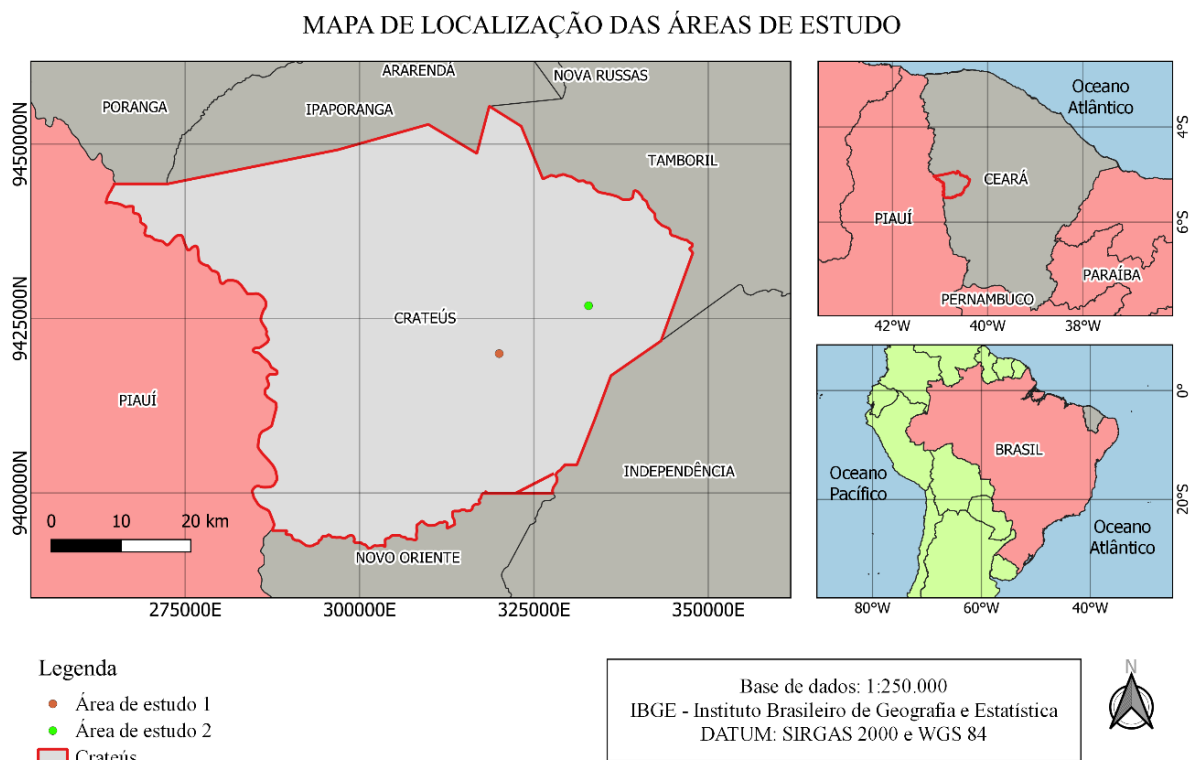 MAPA DE LOCALIZAÇÃO DAS ÁREAS DE ESTUDO
ARARENDÁ
NOVA RUSSAS
PORANGA
IPAPORANGA
TAMBORIL
CRATEÚS
PIAUÍ
INDEPENDÊNCIA
NOVO ORIENTE
0 10 20 km
9450000N
9425000N
9400000N
275000E 300000E 325000E 350000E
Oceano
Atlântico
CEARÁ
PIAUÍ
PARAÍBA
PERNAMBUCO
4°S
6°S
42°W 40°W 38°W
BRASIL
Oceano
Pacífico
Oceano
Atlântico
0°
20°S
80°W 60°W 40°W
Legenda
Área de estudo 1
Área de estudo 2
Crateús
Base de dados: 1:250.000
IBGE - Instituto Brasileiro de Geografia e Estatística
DATUM: SIRGAS 2000 e WGS 84
N